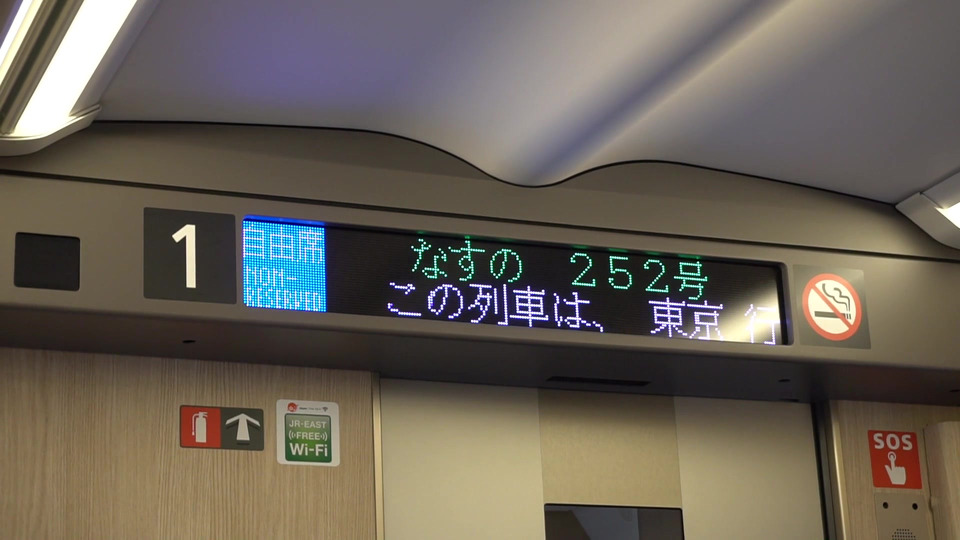 1
自由席
NON-
RESERVED
なすの 252号
この列車は、 東京 行
JR-EAST
FREE
Wi-Fi
SOS